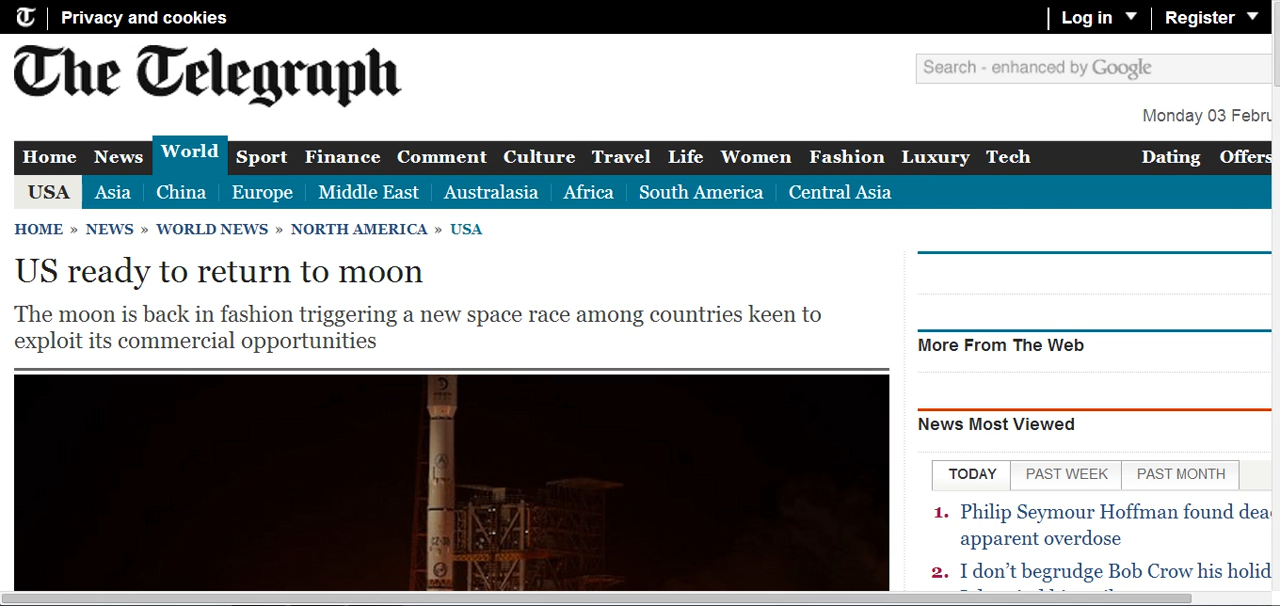 Privacy and cookies
Log in
Register
The Telegraph
Search - enhanced by Google
Monday 03 Febru
Home News World Sport Finance Comment Culture Travel Life Women Fashion Luxury Tech Dating Offers
USA Asia China Europe Middle East Australasia Africa South America Central Asia
HOME » NEWS » WORLD NEWS » NORTH AMERICA » USA
US ready to return to moon
The moon is back in fashion triggering a new space race among countries keen to
exploit its commercial opportunities
More From The Web
News Most Viewed
TODAY PAST WEEK PAST MONTH
1. Philip Seymour Hoffman found dead
apparent overdose
2. I don't begrudge Bob Crow his holid